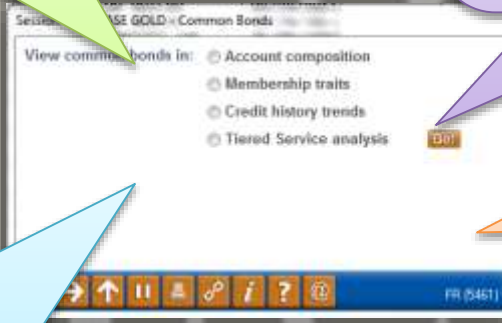 ASE GOLD - Common Bonds
View common bonds in: Account composition
Membership traits
Credit history trends
Tiered Service analysis Go!
FR (5461)